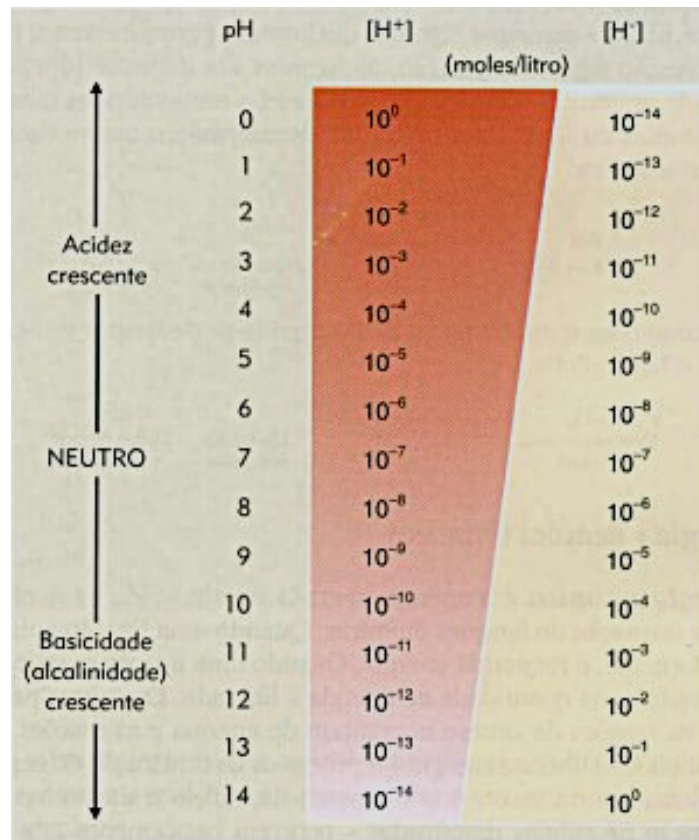 pH [H⁺] [H⁻]
(moles/litro)
0 10⁰ 10⁻¹⁴
1 10⁻¹ 10⁻¹³
2 10⁻² 10⁻¹²
Acidez
crescente
3 10⁻³ 10⁻¹¹
4 10⁻⁴ 10⁻¹⁰
5 10⁻⁵ 10⁻⁹
6 10⁻⁶ 10⁻⁸
NEUTRO 7 10⁻⁷ 10⁻⁷
8 10⁻⁸ 10⁻⁶
9 10⁻⁹ 10⁻⁵
10 10⁻¹⁰ 10⁻⁴
Basicidade
(alcalinidade)
crescente
11 10⁻¹¹ 10⁻³
12 10⁻¹² 10⁻²
13 10⁻¹³ 10⁻¹
14 10⁻¹⁴ 10⁰